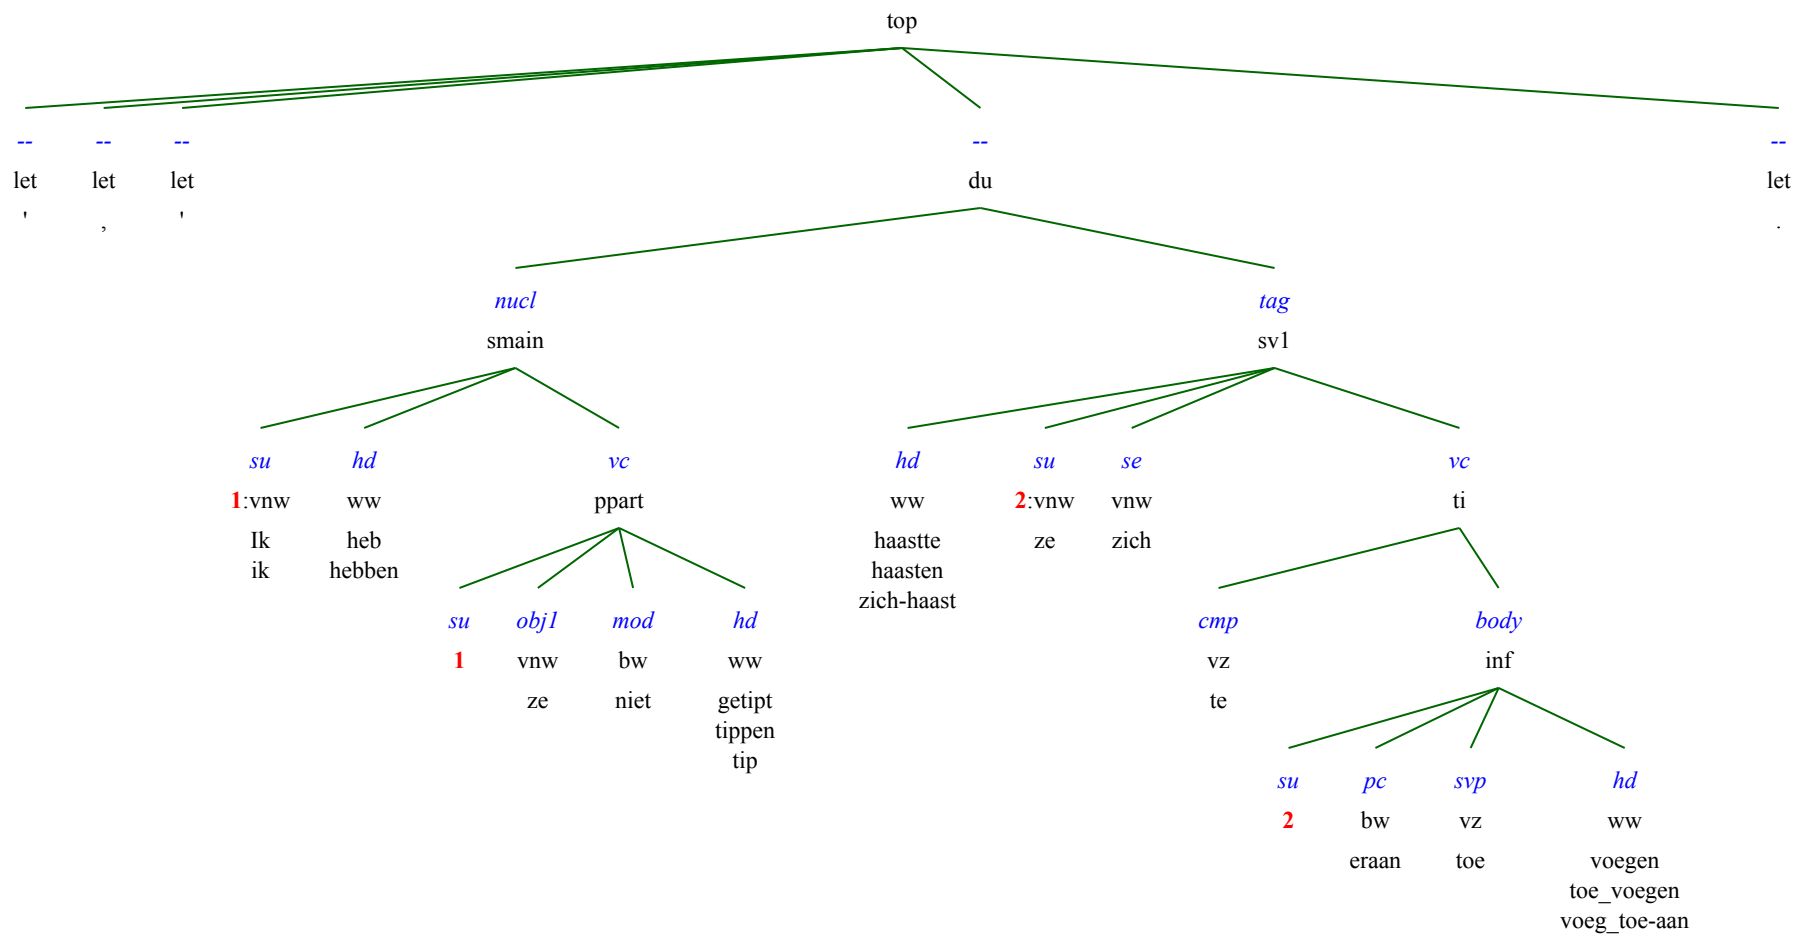 top
-- -- -- -- --
let let let du let
' , ' .
nucl tag
smain sv1
su hd vc hd su se vc
1:vnw ww ppart ww 2:vnw vnw ti
Ik heb haastte ze zich
ik hebben haasten
zich-haast
su obj1 mod hd cmp body
1 vnw bw ww vz inf
ze niet getipt te
tippen
tip
su pc svp hd
2 bw vz ww
eraan toe voegen
toe_voegen
voeg_toe-aan